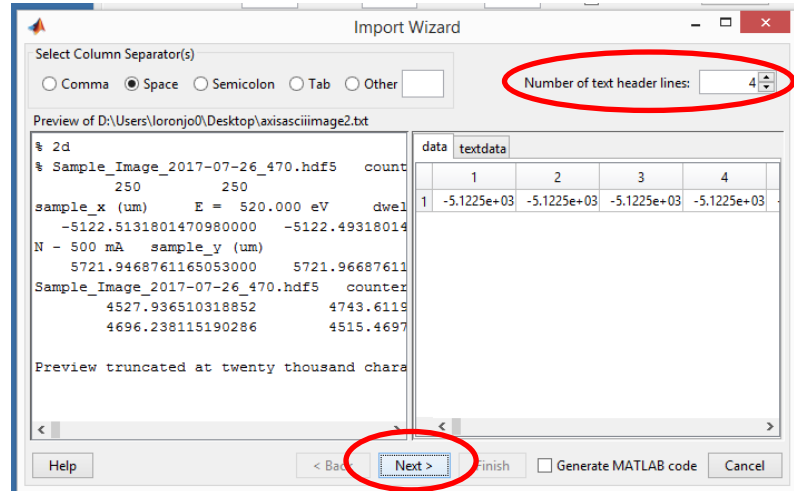 Import Wizard
Select Column Separator(s)
Comma Space Semicolon Tab Other
Number of text header lines: 4
Preview of D:\Users\loronjo0\Desktop\axisasciiimage2.txt
% 2d
% Sample_Image_2017-07-26_470.hdf5 count
250 250
sample_x (um) E = 520.000 eV dwel
-5122.5131801470980000 -5122.49318014
N - 500 mA sample_y (um)
5721.9468761165053000 5721.96687611
Sample_Image_2017-07-26_470.hdf5 counter
4527.936510318852 4743.6119
4696.238115190286 4515.4697
Preview truncated at twenty thousand chara
data textdata
1 2 3 4
1 -5.1225e+03 -5.1225e+03 -5.1225e+03 -5.1225e+03
Help < Back Next > Finish Generate MATLAB code Cancel